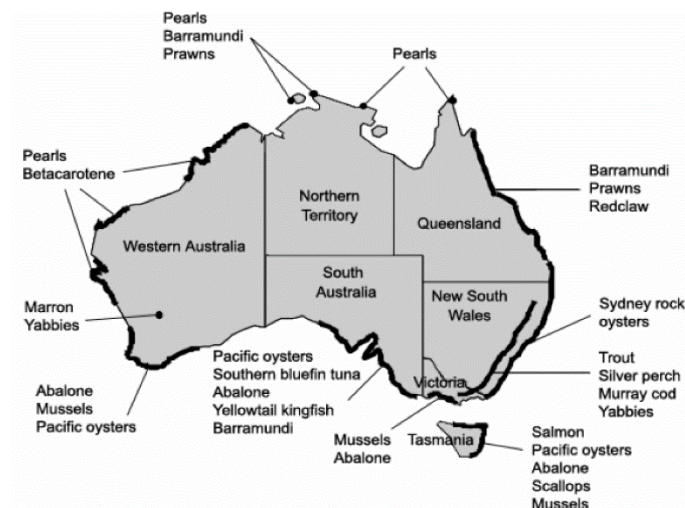 Pearls
Barramundi
Prawns
Pearls
Pearls
Betacarotene
Barramundi
Prawns
Redclaw
Northern
Territory
Queensland
Western Australia
South
Australia
New South
Wales
Sydney rock
oysters
Marron
Yabbies
Pacific oysters
Southern bluefin tuna
Abalone
Yellowtail kingfish
Barramundi
Trout
Silver perch
Murray cod
Yabbies
Victoria
Abalone
Mussels
Pacific oysters
Mussels
Abalone
Tasmania
Salmon
Pacific oysters
Abalone
Scallops
Mussels